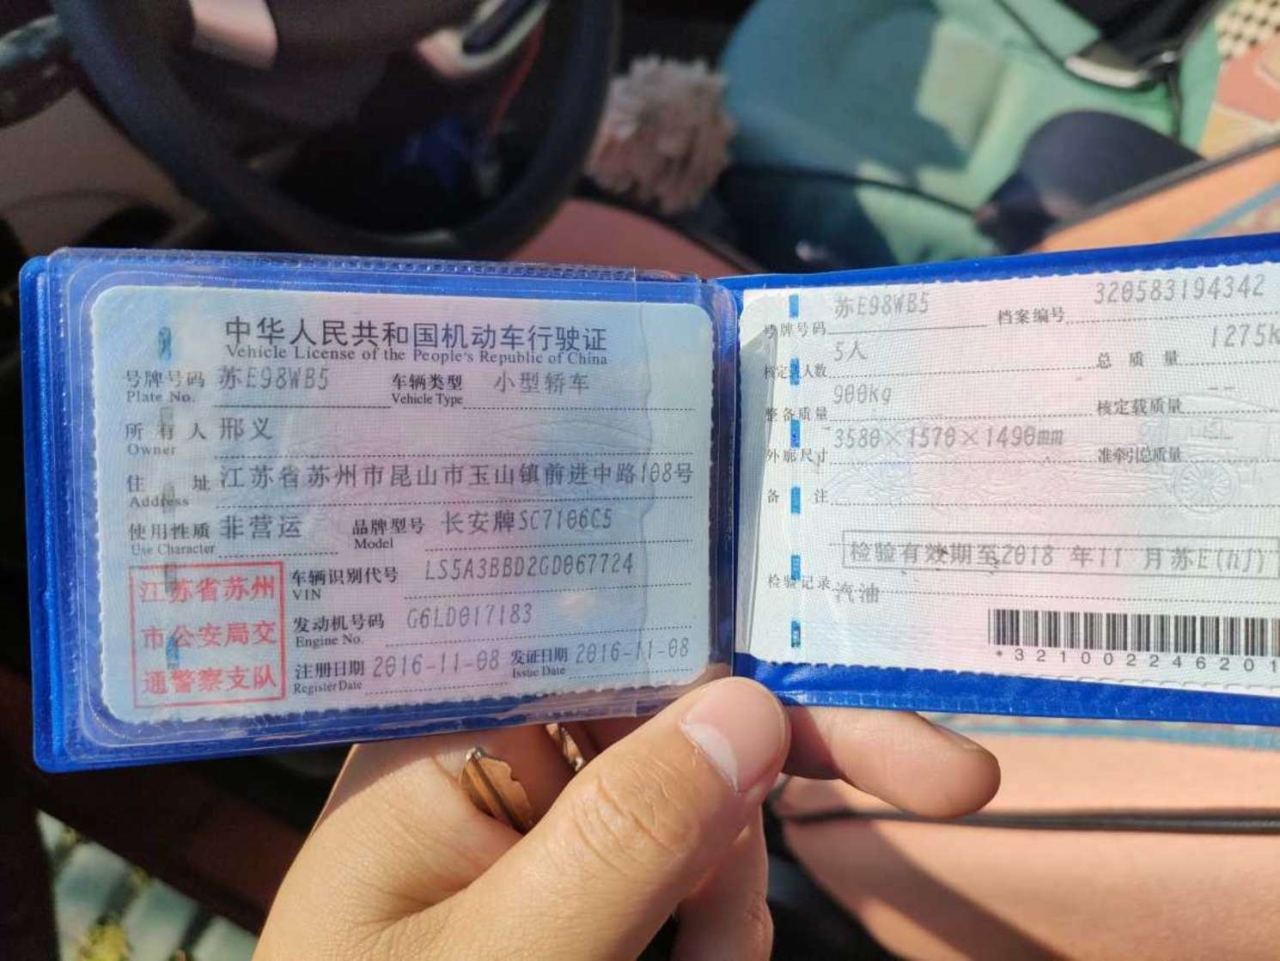 中华人民共和国机动车行驶证
Vehicle License of the People's Republic of China
号牌号码 苏E98WB5 车辆类型 小型轿车
Plate No. Vehicle Type
所有人 邢义
Owner
住址 江苏省苏州市昆山市玉山镇前进中路108号
Address
使用性质 非营运 品牌型号 长安牌SC7106C5
Use Character Model
江苏省苏州
市公安局交
通警察支队
车辆识别代号 LS5A3BBD2GD067724
VIN
发动机号码 G6LD017183
Engine No.
注册日期 2016-11-08 发证日期 2016-11-08
Register Date Issue Date
号牌号码 苏E98WB5 档案编号 320583194342
核定载人数 5人 总质量 1275k
整备质量 900kg 核定载质量 --
外廓尺寸 3580×1570×1490mm 准牵引总质量 --
备注
检验有效期至2018年11月苏E(hJ)
检验记录 汽油
*321002246201